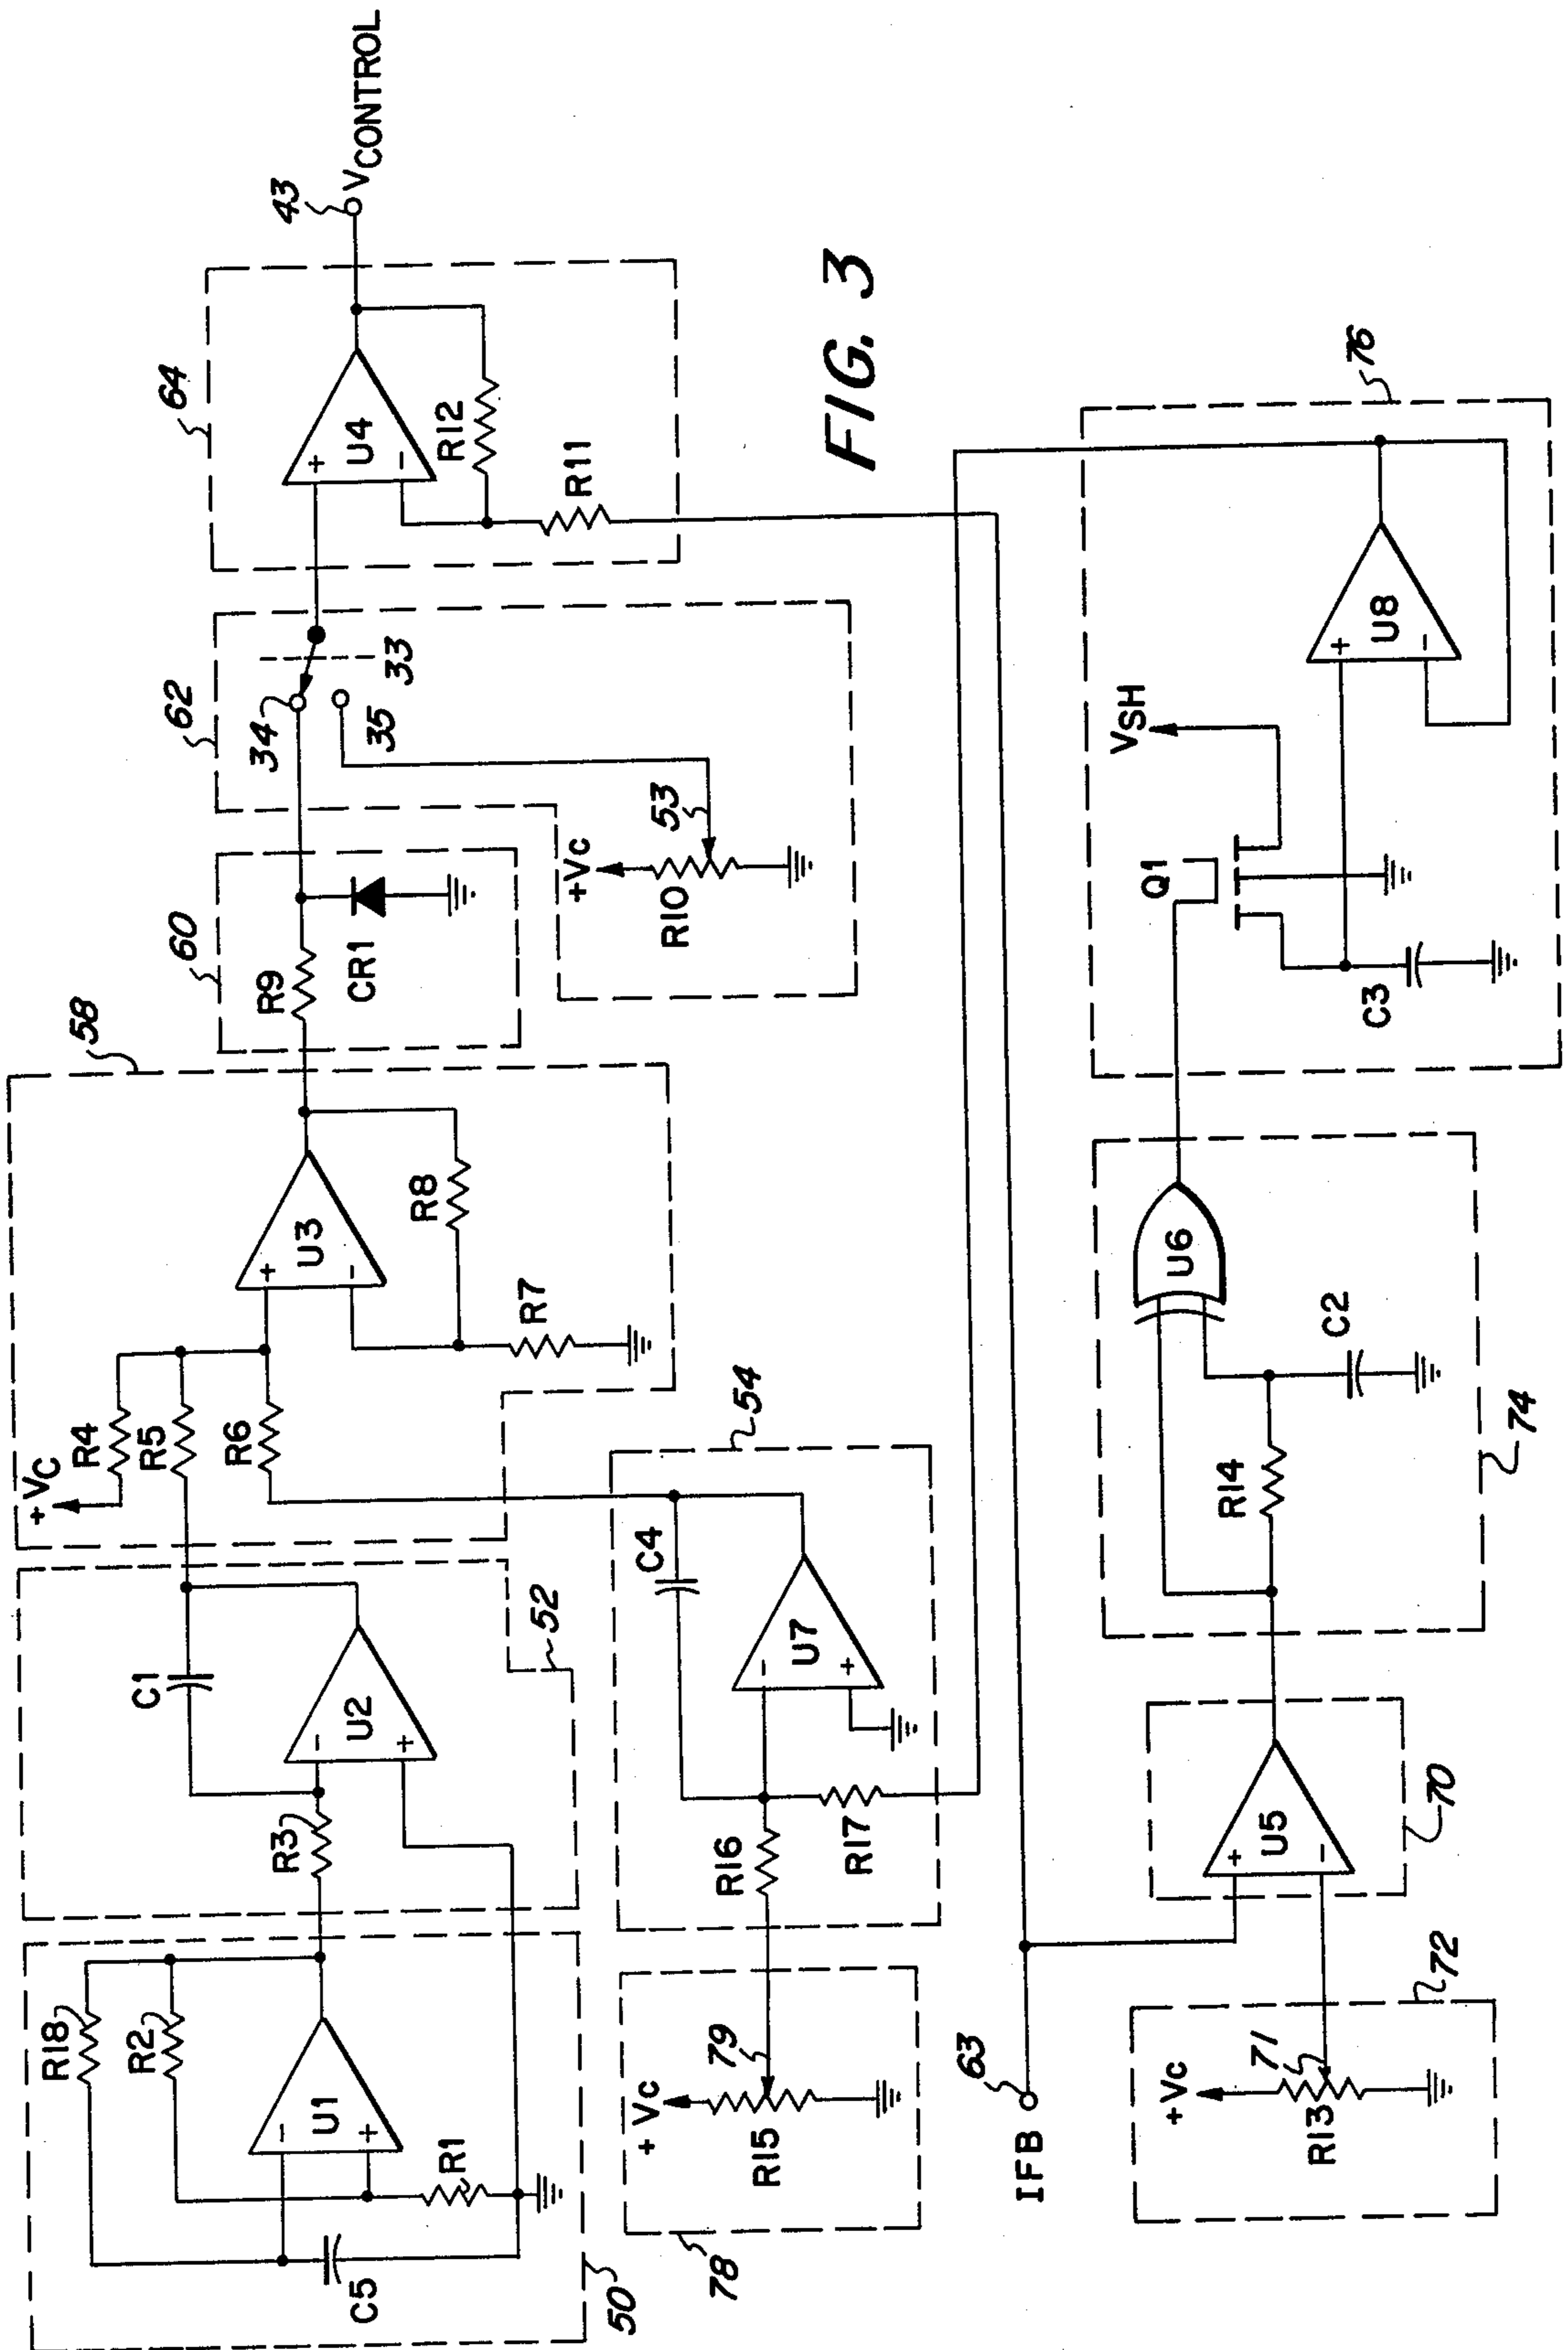 50
R18
R2
U1
−
+
R1
C5
52
C1
U2
−
+
R3
58
+VC
R4
R5
R6
U3
+
−
R8
R7
60
R9
CR1
62
34
33
35
53
+Vc
R10
64
U4
+
−
R12
R11
43
VCONTROL
FIG. 3
78
+Vc
79
R15
54
C4
R16
R17
U7
−
+
63
IFB
72
+Vc
71
R13
70
U5
+
−
74
R14
C2
U6
76
Q1
VSH
C3
U8
+
−